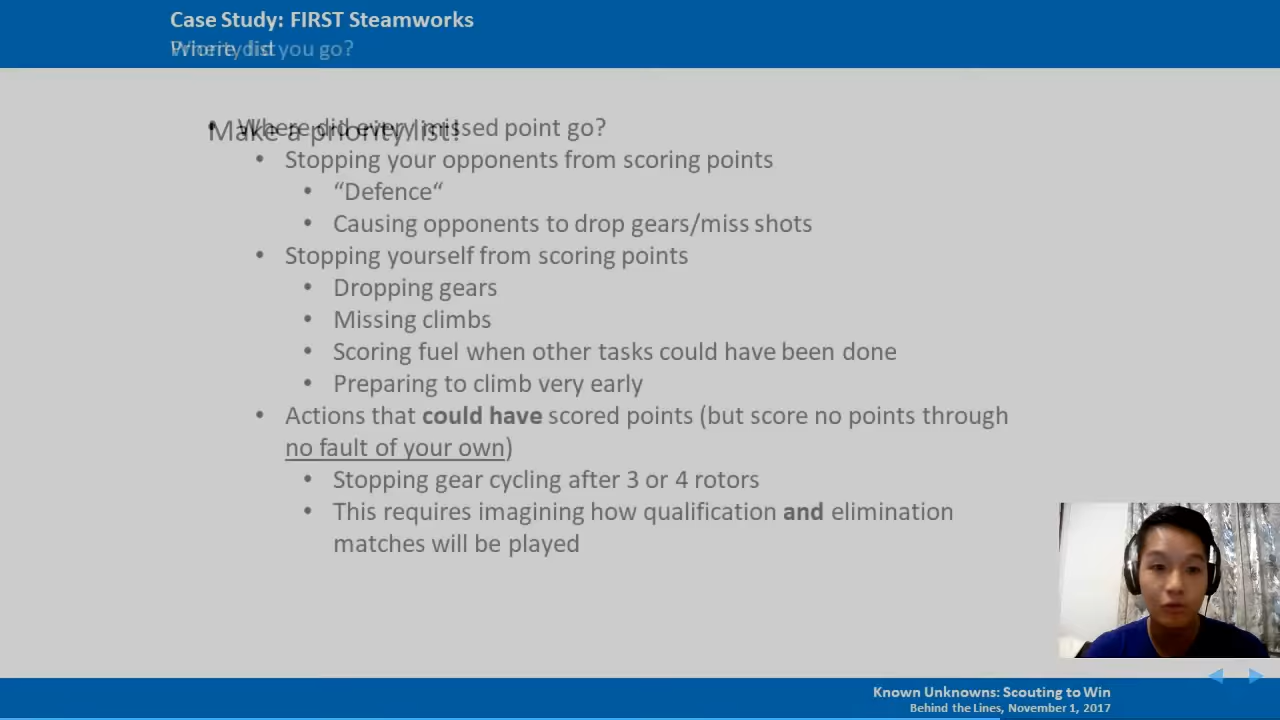 Case Study: FIRST Steamworks
Priority list
Where did you go?
Make a priority list!
• Where did every missed point go?
• Stopping your opponents from scoring points
• “Defence“
• Causing opponents to drop gears/miss shots
• Stopping yourself from scoring points
• Dropping gears
• Missing climbs
• Scoring fuel when other tasks could have been done
• Preparing to climb very early
• Actions that could have scored points (but score no points through
no fault of your own)
• Stopping gear cycling after 3 or 4 rotors
• This requires imagining how qualification and elimination
matches will be played
Known Unknowns: Scouting to Win
Behind the Lines, November 1, 2017